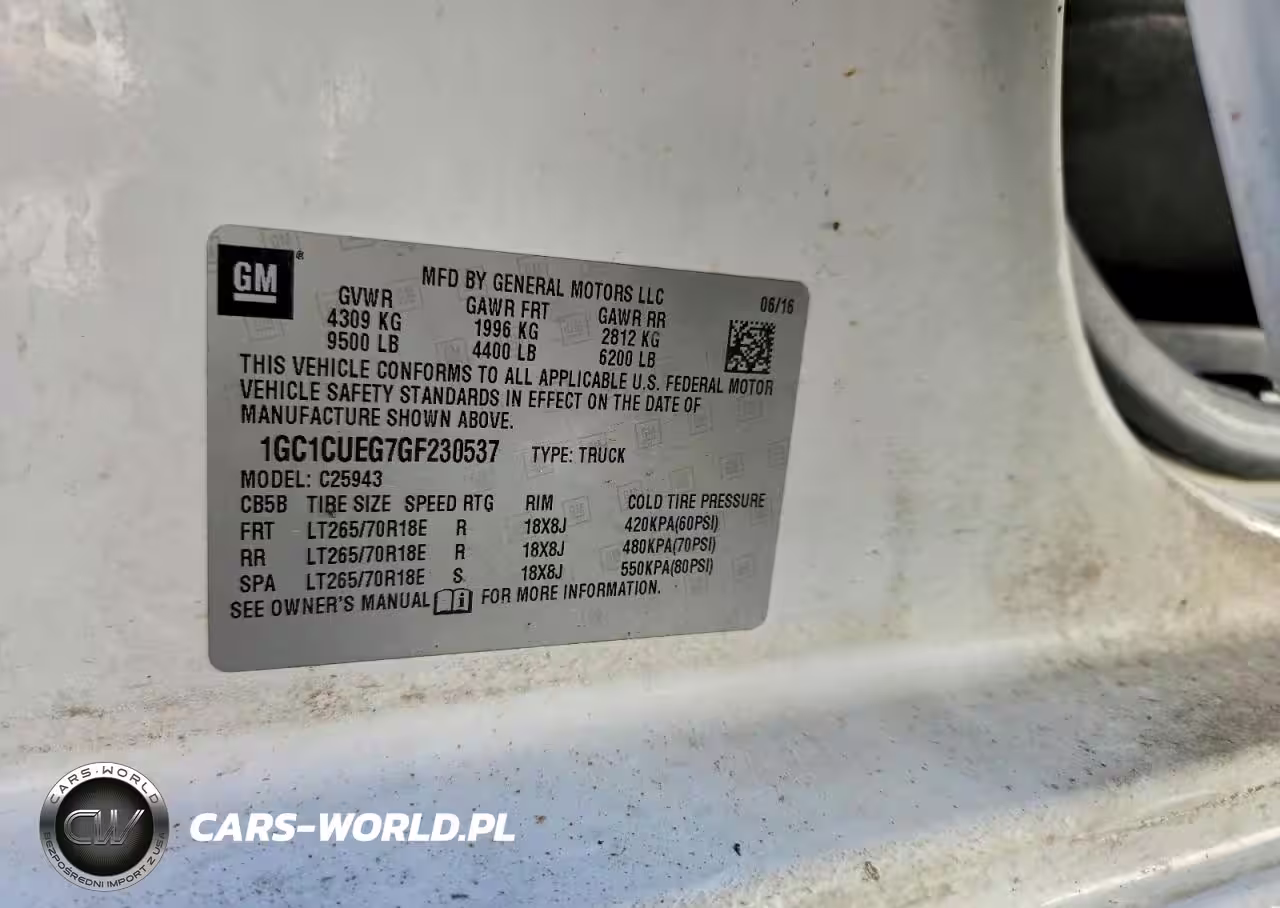 GM ®
MFD BY GENERAL MOTORS LLC
06/16
GVWR GAWR FRT GAWR RR
4309 KG 1996 KG 2812 KG
9500 LB 4400 LB 6200 LB
THIS VEHICLE CONFORMS TO ALL APPLICABLE U.S. FEDERAL MOTOR
VEHICLE SAFETY STANDARDS IN EFFECT ON THE DATE OF
MANUFACTURE SHOWN ABOVE.
1GC1CUEG7GF230537 TYPE: TRUCK
MODEL: C25943
CB5B TIRE SIZE SPEED RTG RIM COLD TIRE PRESSURE
FRT LT265/70R18E R 18X8J 420KPA(60PSI)
RR LT265/70R18E R 18X8J 480KPA(70PSI)
SPA LT265/70R18E S 18X8J 550KPA(80PSI)
SEE OWNER'S MANUAL FOR MORE INFORMATION.
CARS-WORLD
CW
BEZPOŚREDNI IMPORT Z USA
CARS-WORLD.PL